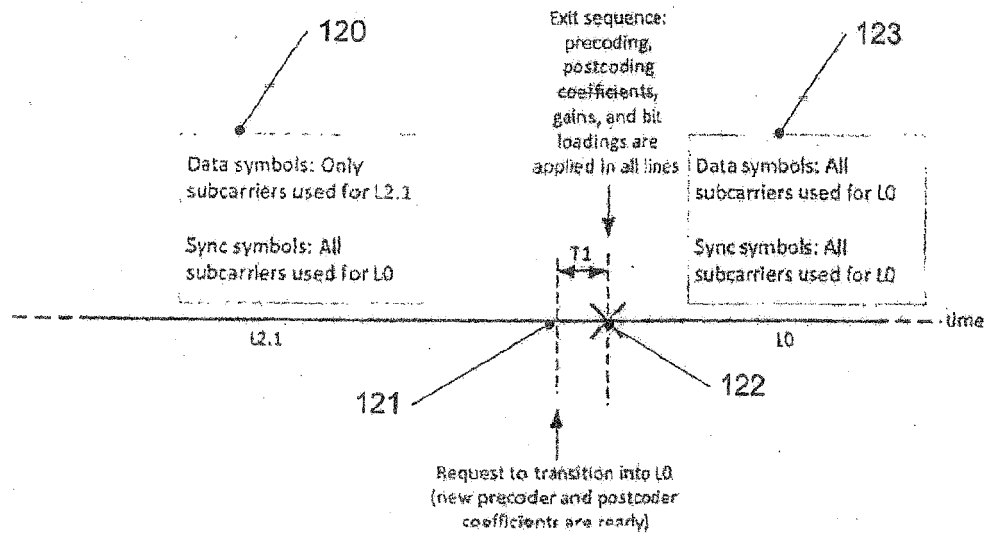 120
Exit sequence:
precoding,
postcoding
coefficients,
gains, and bit
loadings are
applied in all lines
123
Data symbols: Only
subcarriers used for L2.1
Sync symbols: All
subcarriers used for L0
Data symbols: All
subcarriers used for L0
Sync symbols: All
subcarriers used for L0
T1
time
L2.1
L0
121
122
Request to transition into L0
(new precoder and postcoder
coefficients are ready)